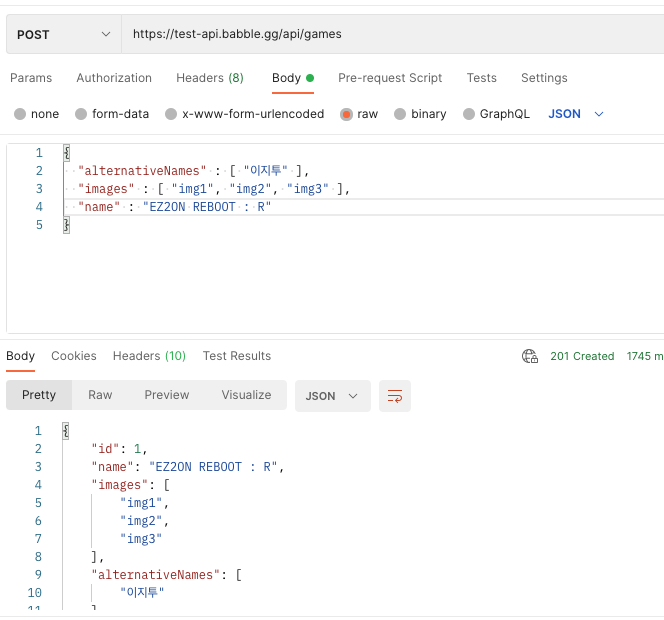 POST https://test-api.babble.gg/api/games
Params Authorization Headers (8) Body Pre-request Script Tests Settings
none form-data x-www-form-urlencoded raw binary GraphQL JSON
1 {
2 "alternativeNames" : [ "이지투" ],
3 "images" : [ "img1", "img2", "img3" ],
4 "name" : "EZ2ON REBOOT : R"
5 }
Body Cookies Headers (10) Test Results 201 Created 1745 m
Pretty Raw Preview Visualize JSON
1 {
2 "id": 1,
3 "name": "EZ2ON REBOOT : R",
4 "images": [
5 "img1",
6 "img2",
7 "img3"
8 ],
9 "alternativeNames": [
10 "이지투"
11 ]